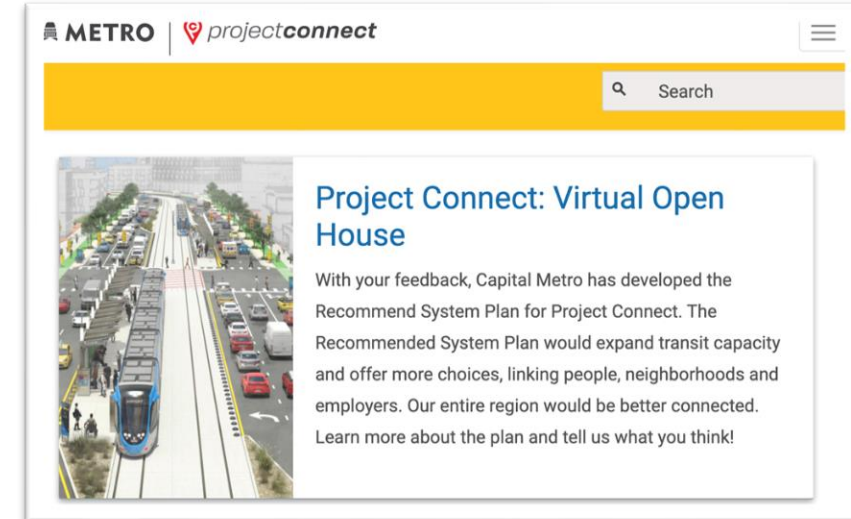 METRO | projectconnect
Search
Project Connect: Virtual Open
House
With your feedback, Capital Metro has developed the
Recommend System Plan for Project Connect. The
Recommended System Plan would expand transit capacity
and offer more choices, linking people, neighborhoods and
employers. Our entire region would be better connected.
Learn more about the plan and tell us what you think!